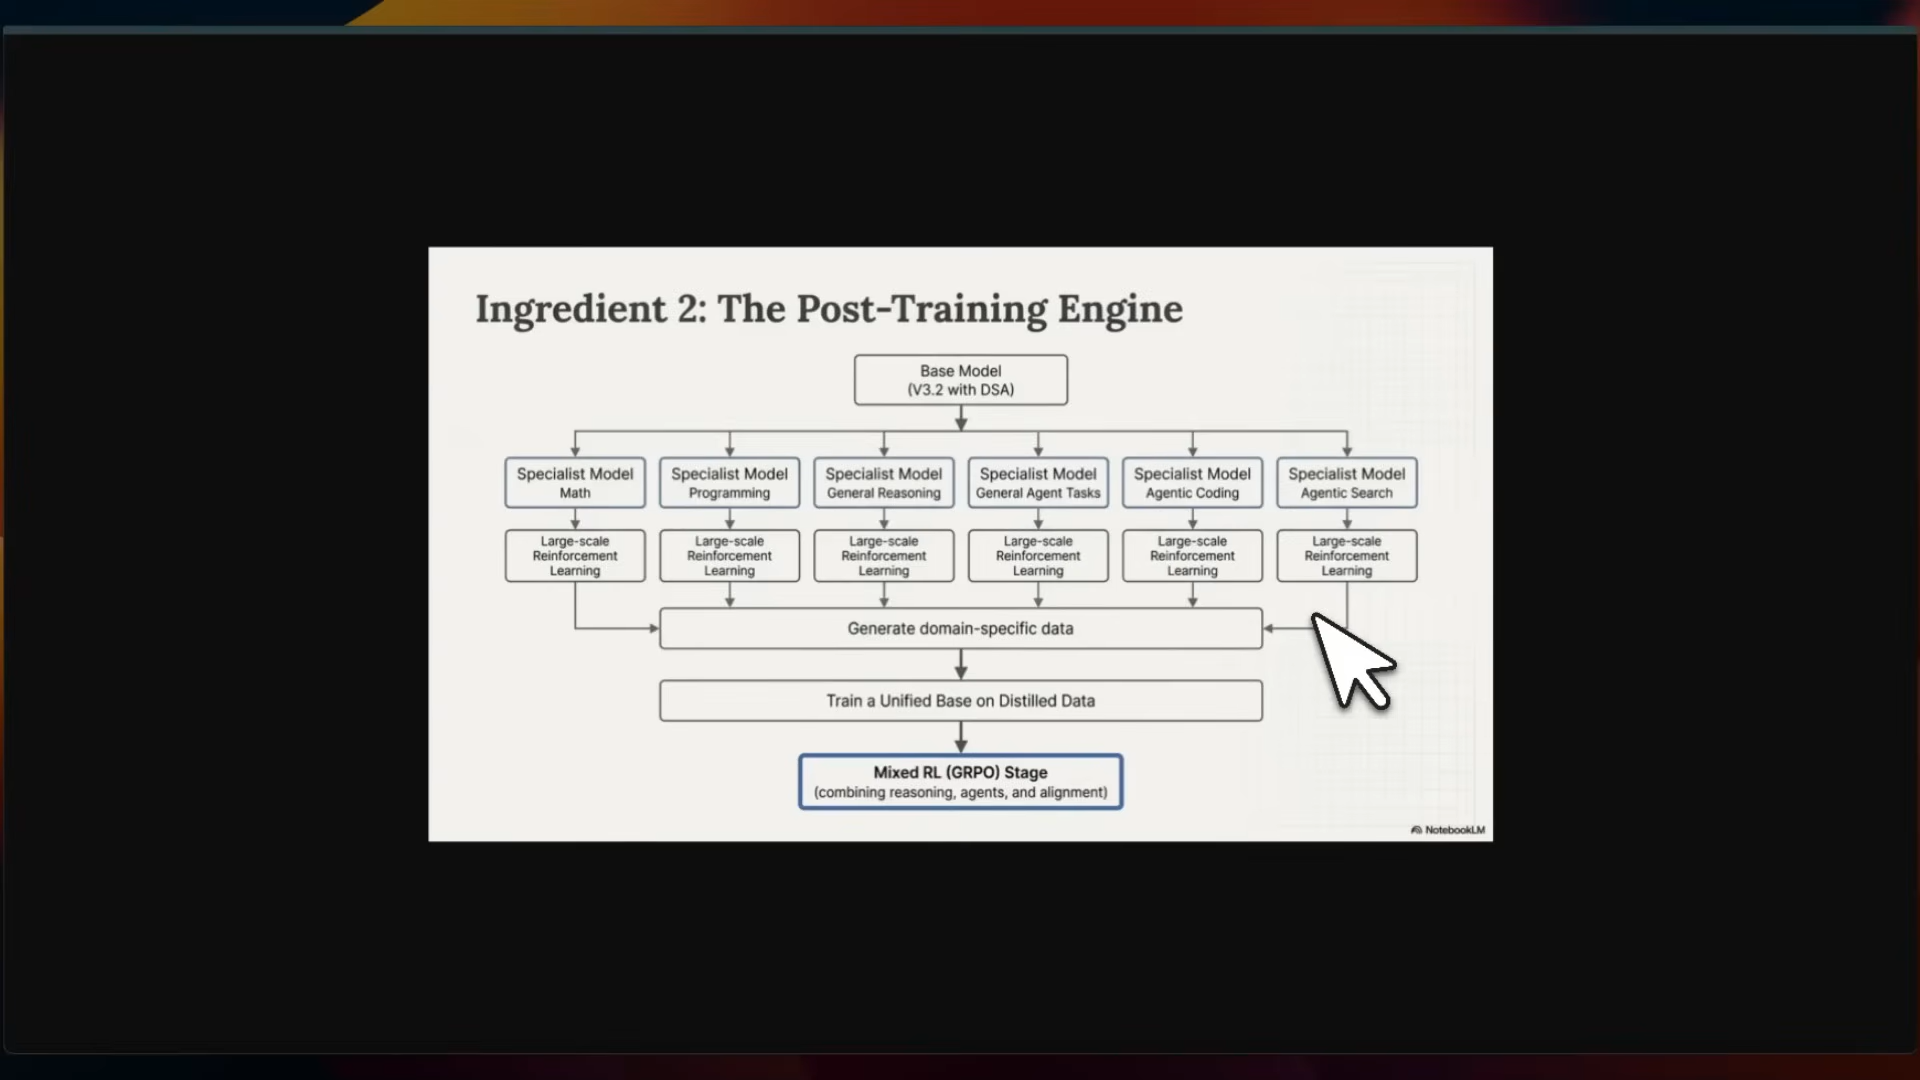 Ingredient 2: The Post-Training Engine
Base Model
(V3.2 with DSA)
Specialist Model
Math
Specialist Model
Programming
Specialist Model
General Reasoning
Specialist Model
General Agent Tasks
Specialist Model
Agentic Coding
Specialist Model
Agentic Search
Large-scale
Reinforcement
Learning
Large-scale
Reinforcement
Learning
Large-scale
Reinforcement
Learning
Large-scale
Reinforcement
Learning
Large-scale
Reinforcement
Learning
Large-scale
Reinforcement
Learning
Generate domain-specific data
Train a Unified Base on Distilled Data
Mixed RL (GRPO) Stage
(combining reasoning, agents, and alignment)
NotebookLM